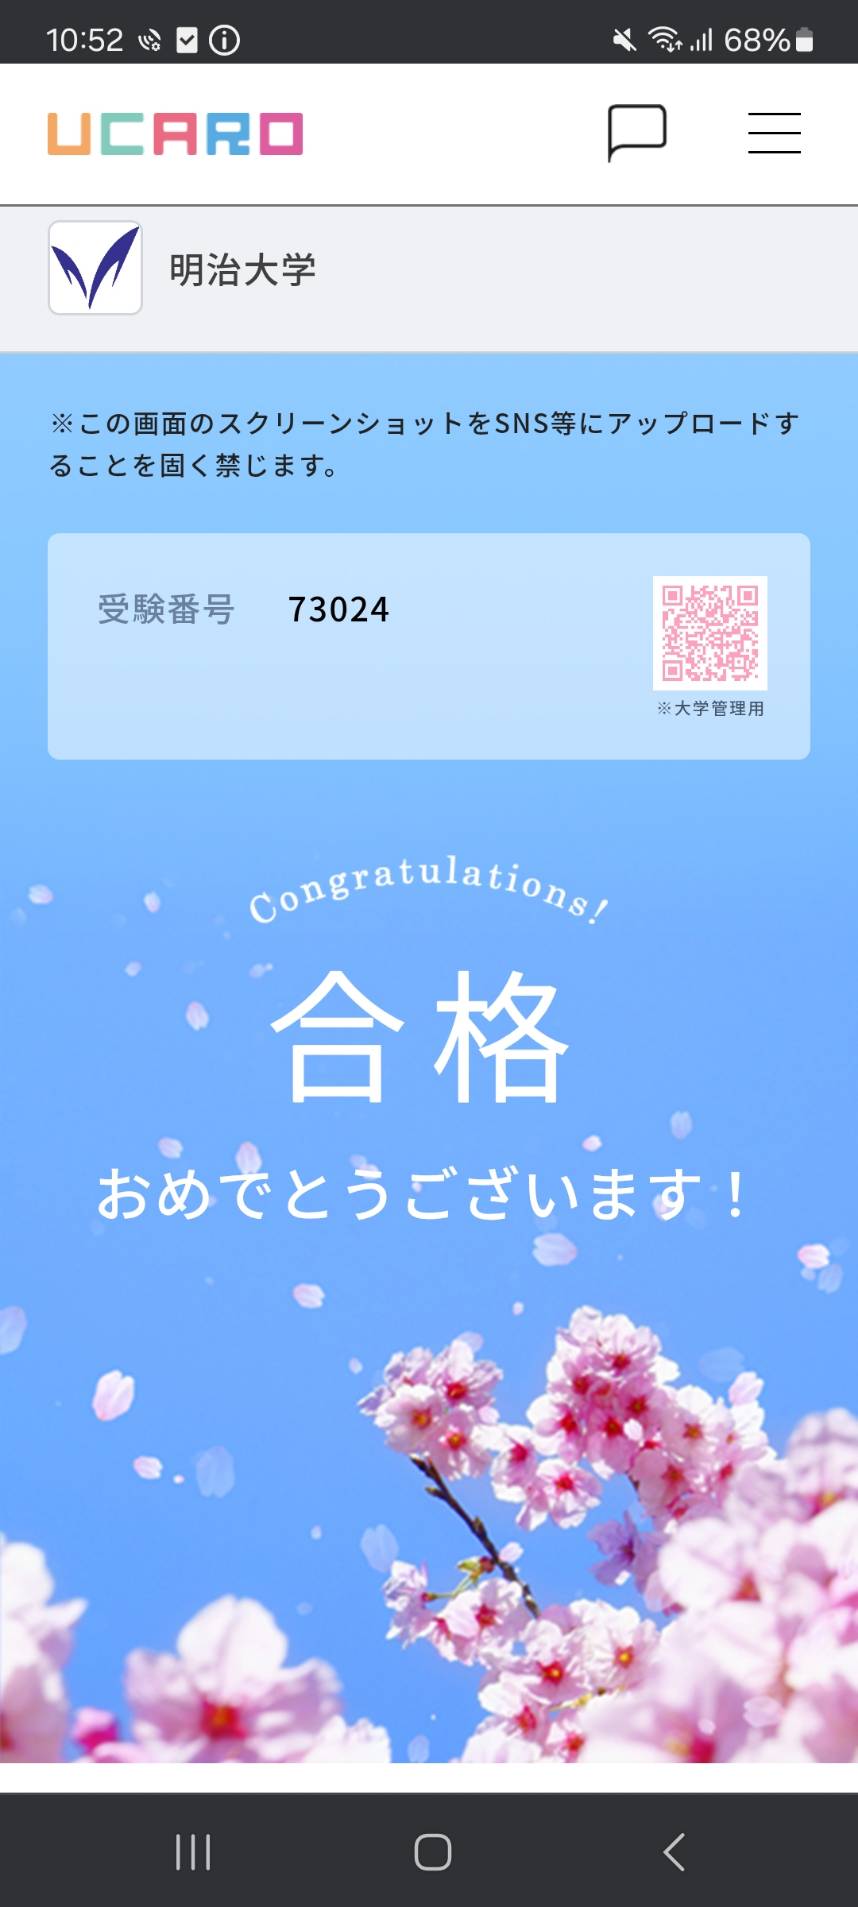 10:52
68%
UCARO
明治大学
※この画面のスクリーンショットをSNS等にアップロードす
ることを固く禁じます。
受験番号 73024
※大学管理用
Congratulations!
合格
おめでとうございます！